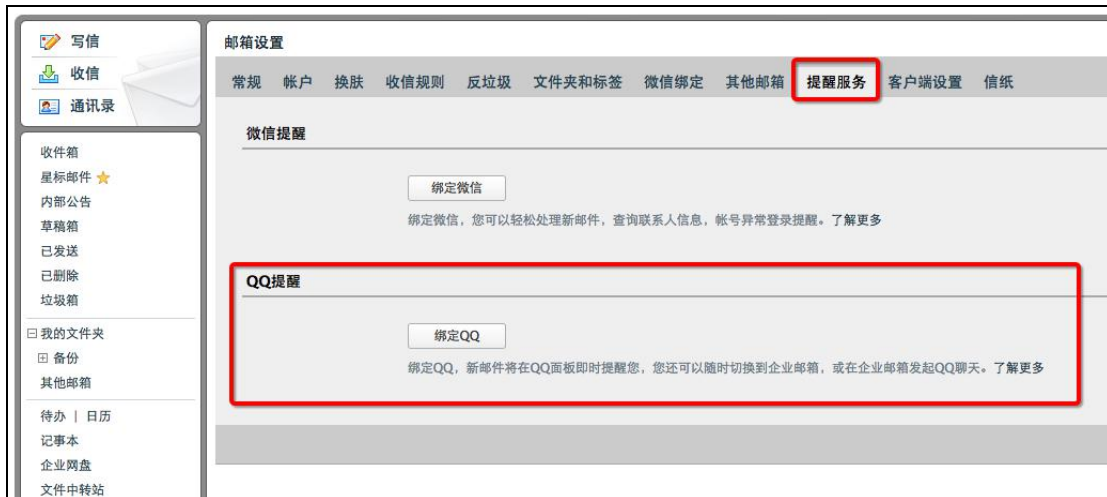 写信
收信
通讯录
收件箱
星标邮件
内部公告
草稿箱
已发送
已删除
垃圾箱
我的文件夹
备份
其他邮箱
待办 | 日历
记事本
企业网盘
文件中转站
邮箱设置
常规 帐户 换肤 收信规则 反垃圾 文件夹和标签 微信绑定 其他邮箱 提醒服务 客户端设置 信纸
微信提醒
绑定微信
绑定微信，您可以轻松处理新邮件，查询联系人信息，帐号异常登录提醒。了解更多
QQ提醒
绑定QQ
绑定QQ，新邮件将在QQ面板即时提醒您，您还可以随时切换到企业邮箱，或在企业邮箱发起QQ聊天。了解更多